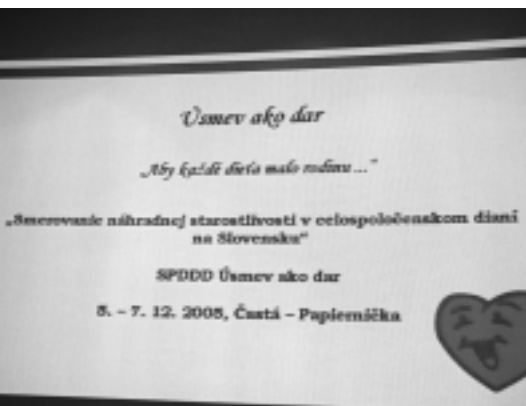 Úsmev ako dar
„Aby každé dieťa malo rodinu..."
„Smerovanie náhradnej starostlivosti v celospoločenskom dianí
na Slovensku"
SPDDD Úsmev ako dar
5. – 7. 12. 2005, Častá – Papiernička